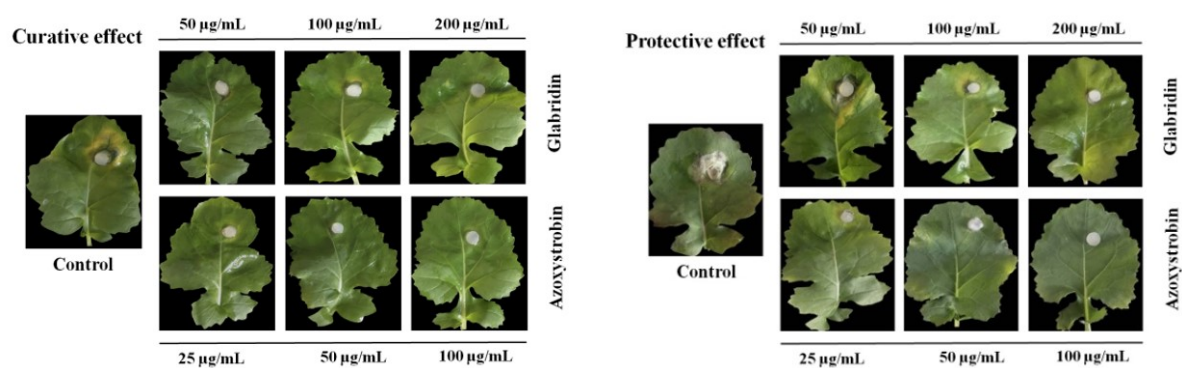 Curative effect
50 µg/mL 100 µg/mL 200 µg/mL
Glabridin
Control
Azoxystrobin
25 µg/mL 50 µg/mL 100 µg/mL
Protective effect
50 µg/mL 100 µg/mL 200 µg/mL
Glabridin
Control
Azoxystrobin
25 µg/mL 50 µg/mL 100 µg/mL